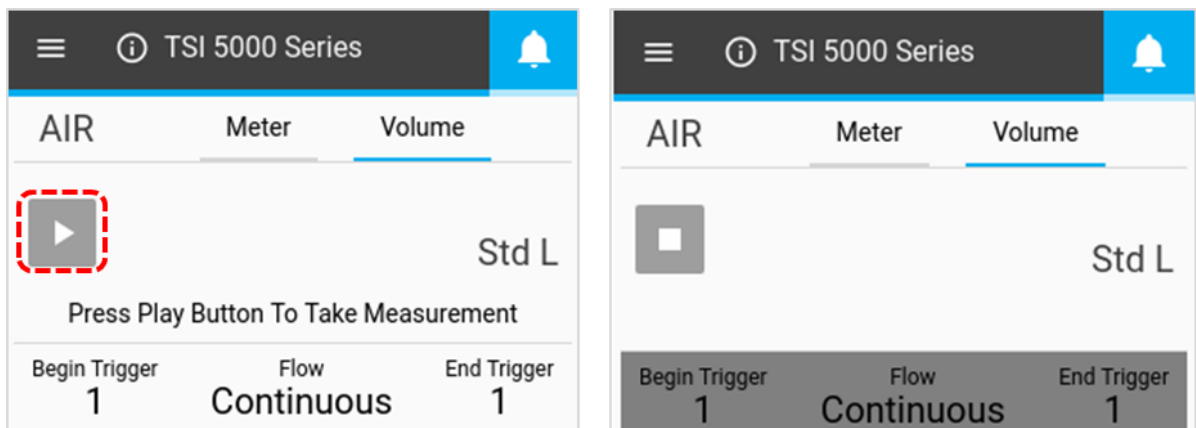 TSI 5000 Series
AIR Meter Volume
Std L
Press Play Button To Take Measurement
Begin Trigger Flow End Trigger
1 Continuous 1
TSI 5000 Series
AIR Meter Volume
Std L
Begin Trigger Flow End Trigger
1 Continuous 1